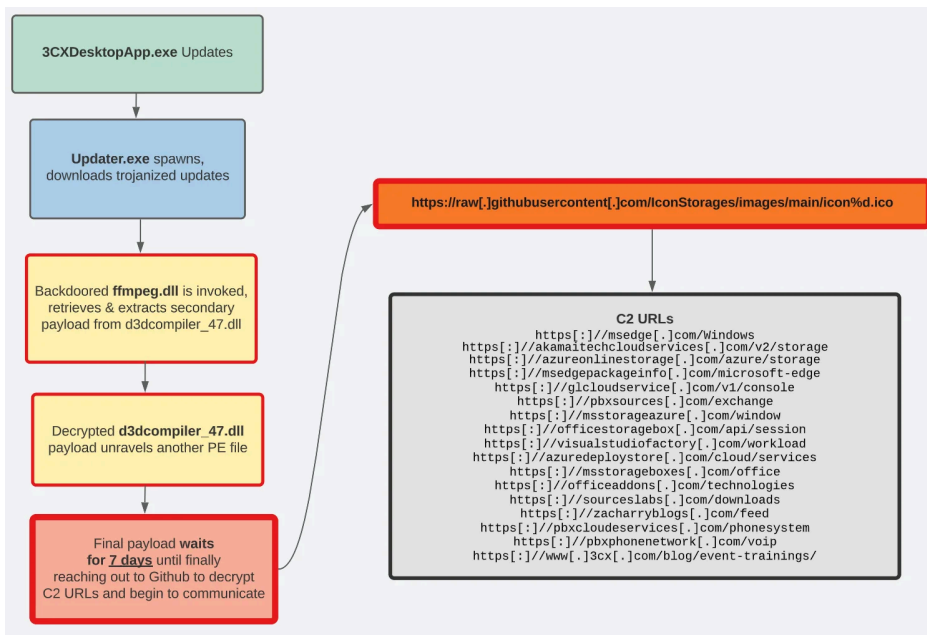 3CXDesktopApp.exe Updates
Updater.exe spawns,
downloads trojanized updates
Backdoored ffmpeg.dll is invoked,
retrieves & extracts secondary
payload from d3dcompiler_47.dll
Decrypted d3dcompiler_47.dll
payload unravels another PE file
Final payload waits
for 7 days until finally
reaching out to Github to decrypt
C2 URLs and begin to communicate
https://raw[.]githubusercontent[.]com/IconStorages/images/main/icon%d.ico
C2 URLs
https[:]//msedge[.]com/Windows
https[:]//akamaitechcloudservices[.]com/v2/storage
https[:]//azureonlinestorage[.]com/azure/storage
https[:]//msedgepackageinfo[.]com/microsoft-edge
https[:]//glcloudservice[.]com/v1/console
https[:]//pbxsources[.]com/exchange
https[:]//msstorageazure[.]com/window
https[:]//officestoragebox[.]com/api/session
https[:]//visualstudiofactory[.]com/workload
https[:]//azuredeploystore[.]com/cloud/services
https[:]//msstorageboxes[.]com/office
https[:]//officeaddons[.]com/technologies
https[:]//sourceslabs[.]com/downloads
https[:]//zacharryblogs[.]com/feed
https[:]//pbxcloudeservices[.]com/phonesystem
https[:]//pbxphonenetwork[.]com/voip
https[:]//www[.]3cx[.]com/blog/event-trainings/